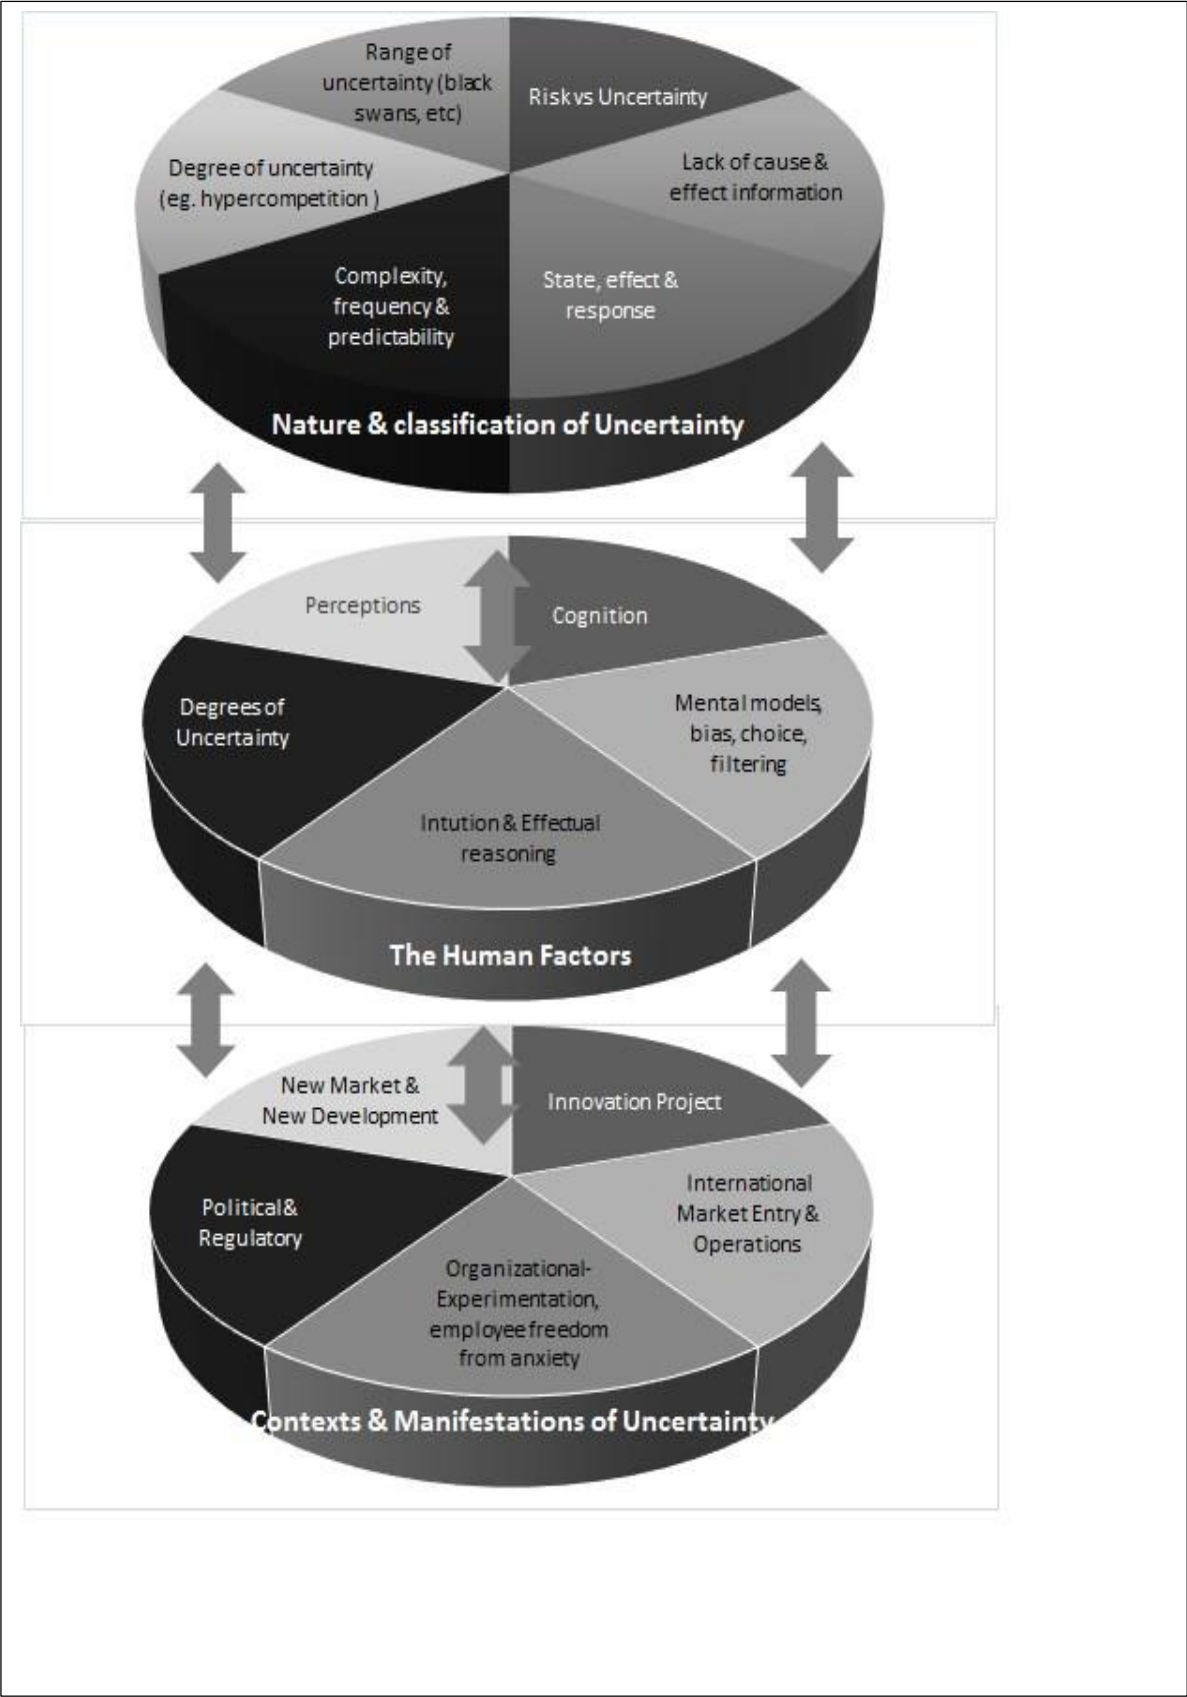 Range of
uncertainty (black
swans, etc)
Risk vs Uncertainty
Lack of cause &
effect information
Degree of uncertainty
(eg. hypercompetition )
Complexity,
frequency &
predictability
State, effect &
response
Nature & classification of Uncertainty
Perceptions
Cognition
Degrees of
Uncertainty
Mental models,
bias, choice,
filtering
Intution & Effectual
reasoning
The Human Factors
New Market &
New Development
Innovation Project
Political &
Regulatory
International
Market Entry &
Operations
Organizational-
Experimentation,
employee freedom
from anxiety
Contexts & Manifestations of Uncertainty